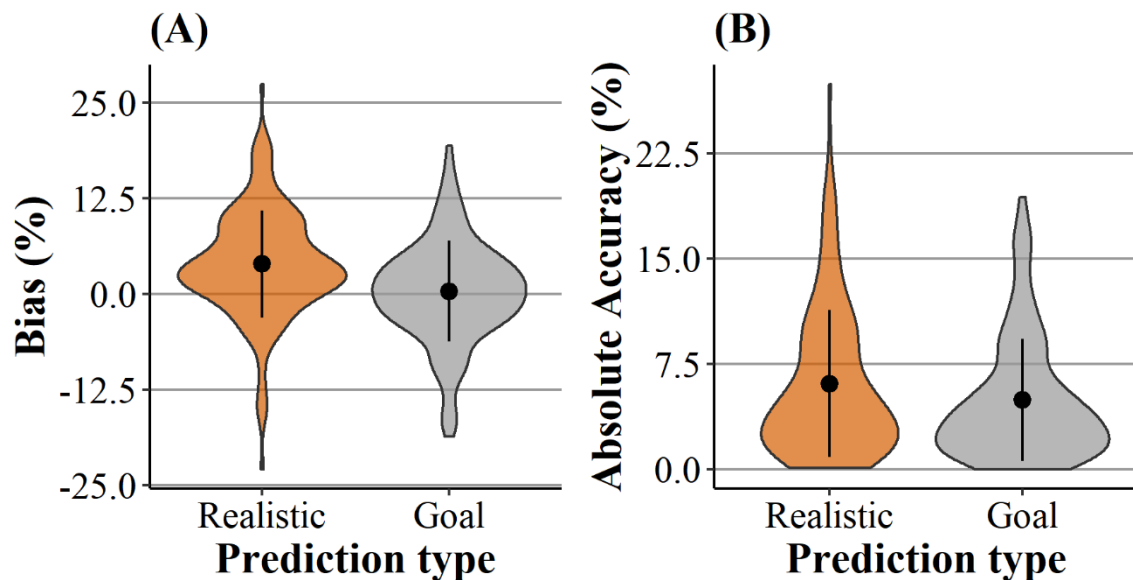 (A)
Bias (%)
25.0
12.5
0.0
-12.5
-25.0
Realistic Goal
Prediction type
(B)
Absolute Accuracy (%)
22.5
15.0
7.5
0.0
Realistic Goal
Prediction type